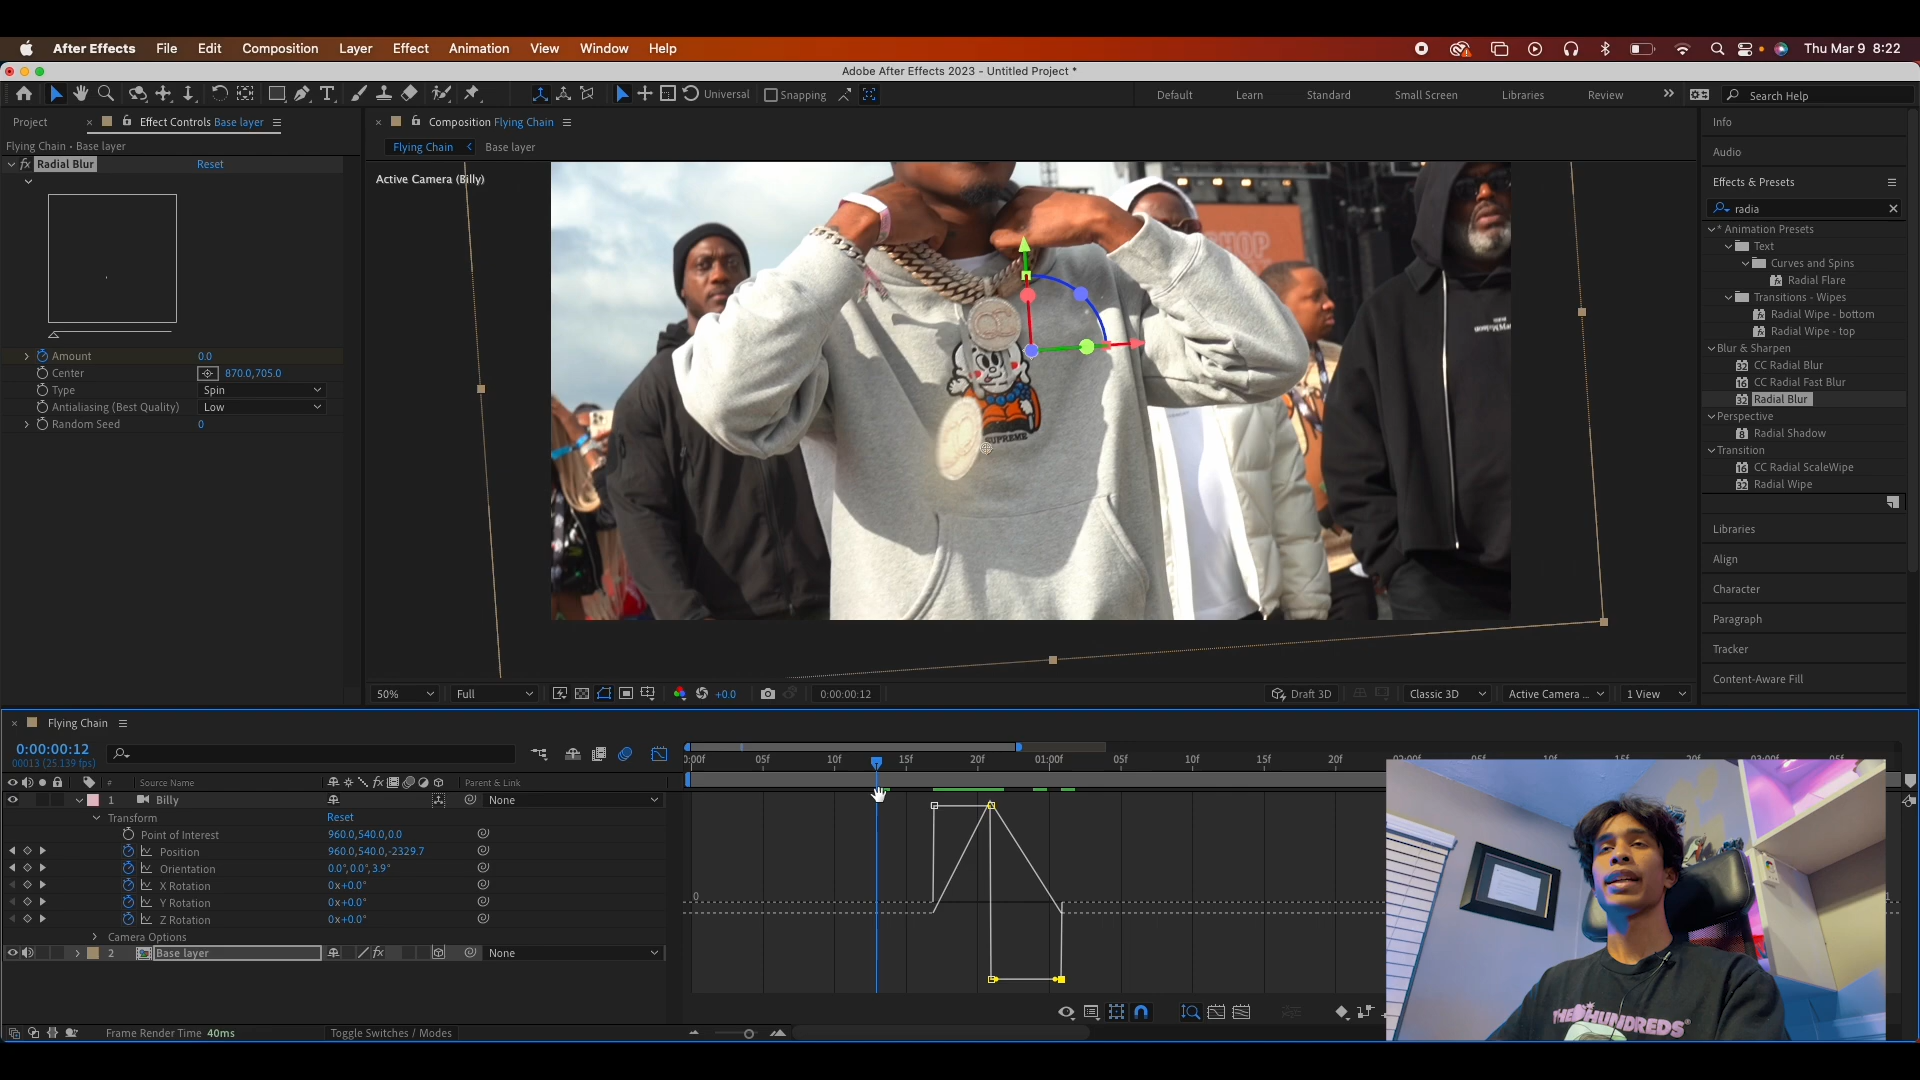 After Effects File Edit Composition Layer Effect Animation View Window Help Thu Mar 9 8:22
Adobe After Effects 2023 - Untitled Project *
Universal Snapping Default Learn Standard Small Screen Libraries Review Search Help
Project Effect Controls Base layer
Flying Chain • Base layer
fx Radial Blur Reset
Amount 0.0
Center 870.0,705.0
Type Spin
Antialiasing (Best Quality) Low
Random Seed 0
Composition Flying Chain
Flying Chain Base layer
Active Camera (Billy)
SUPREME
50% Full +0.0 0:00:00:12 Draft 3D Classic 3D Active Camera ... 1 View
Info
Audio
Effects & Presets
radia
* Animation Presets
Text
Curves and Spins
Radial Flare
Transitions - Wipes
Radial Wipe - bottom
Radial Wipe - top
Blur & Sharpen
CC Radial Blur
CC Radial Fast Blur
Radial Blur
Perspective
Radial Shadow
Transition
CC Radial ScaleWipe
Radial Wipe
Libraries
Align
Character
Paragraph
Tracker
Content-Aware Fill
Flying Chain
0:00:00:12
00013 (25.139 fps)
# Source Name Parent & Link
1 Billy None
Transform Reset
Point of Interest 960.0,540.0,0.0
Position 960.0,540.0,-2329.7
Orientation 0.0°,0.0°,3.9°
X Rotation 0x+0.0°
Y Rotation 0x+0.0°
Z Rotation 0x+0.0°
Camera Options
2 Base layer None
Frame Render Time 40ms Toggle Switches / Modes
0:00f 05f 10f 15f 20f 01:00f 05f 10f 15f 20f
0
THE HUNDREDS